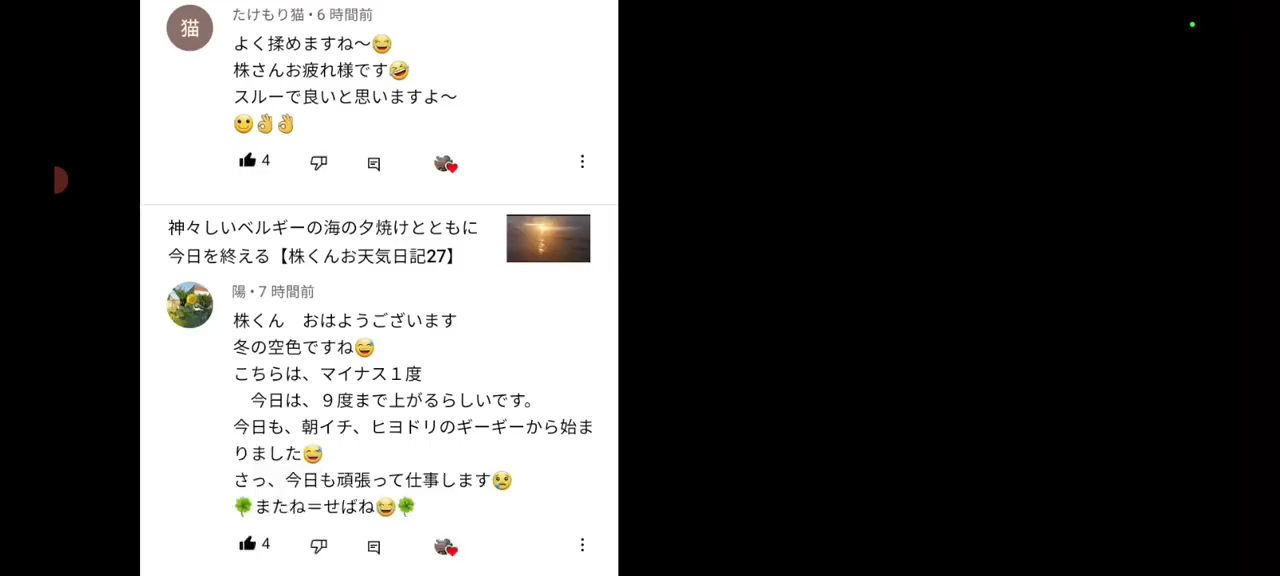 猫
たけもり猫・6 時間前
よく揉めますね〜😅
株さんお疲れ様です🤣
スルーで良いと思いますよ〜
🙂👌👌
4
神々しいベルギーの海の夕焼けとともに
今日を終える【株くんお天気日記27】
陽・7 時間前
株くん　おはようございます
冬の空色ですね😅
こちらは、マイナス１度
　今日は、９度まで上がるらしいです。
今日も、朝イチ、ヒヨドリのギーギーから始ま
りました😅
さっ、今日も頑張って仕事します😢
🍀またね＝せばね😂🍀
4